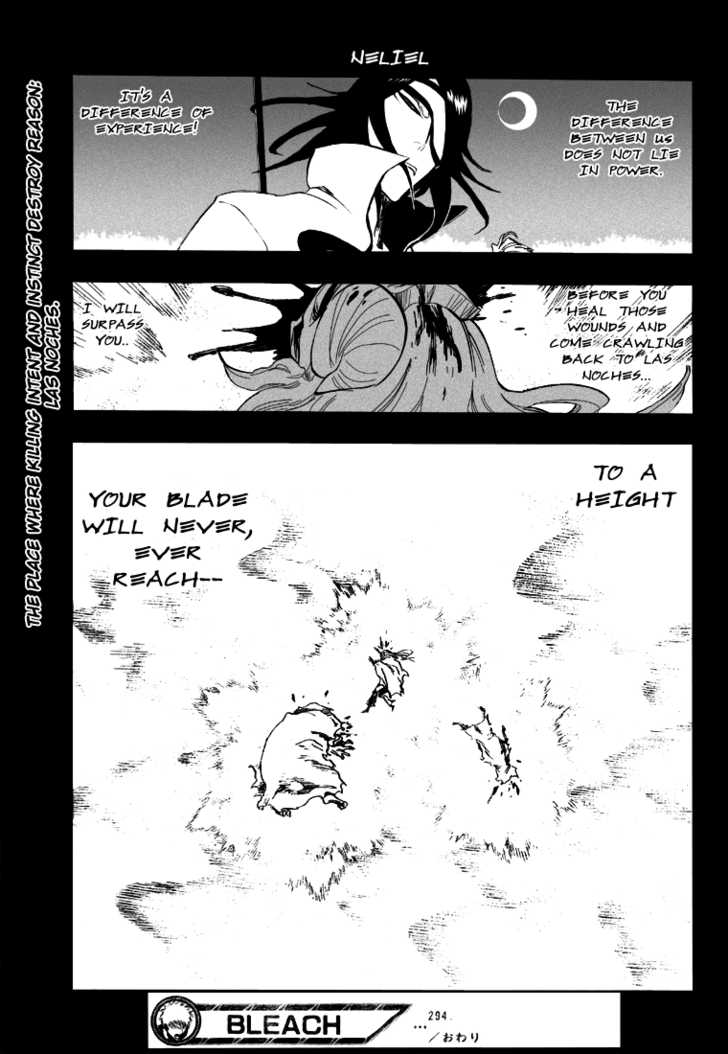 NELIEL
THE PLACE WHERE KILLING INTENT AND INSTINCT DESTROY REASON:
LAS NOCHES.
THE
DIFFERENCE
BETWEEN US
DOES NOT LIE
IN POWER.
IT'S A
DIFFERENCE OF
EXPERIENCE!
BEFORE YOU
HEAL THOSE
WOUNDS AND
COME CRAWLING
BACK TO LAS
NOCHES...
I WILL
SURPASS
YOU..
TO A
HEIGHT
YOUR BLADE
WILL NEVER,
EVER
REACH--
BLEACH
294.
...
/おわり